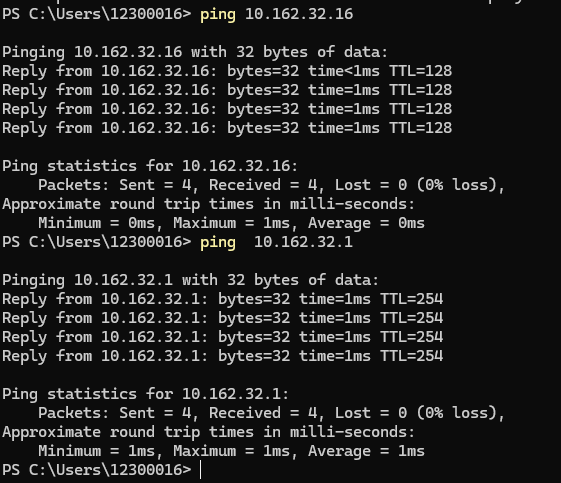 PS C:\Users\12300016> ping 10.162.32.16

Pinging 10.162.32.16 with 32 bytes of data:
Reply from 10.162.32.16: bytes=32 time<1ms TTL=128
Reply from 10.162.32.16: bytes=32 time=1ms TTL=128
Reply from 10.162.32.16: bytes=32 time=1ms TTL=128
Reply from 10.162.32.16: bytes=32 time=1ms TTL=128

Ping statistics for 10.162.32.16:
    Packets: Sent = 4, Received = 4, Lost = 0 (0% loss),
Approximate round trip times in milli-seconds:
    Minimum = 0ms, Maximum = 1ms, Average = 0ms
PS C:\Users\12300016> ping  10.162.32.1

Pinging 10.162.32.1 with 32 bytes of data:
Reply from 10.162.32.1: bytes=32 time=1ms TTL=254
Reply from 10.162.32.1: bytes=32 time=1ms TTL=254
Reply from 10.162.32.1: bytes=32 time=1ms TTL=254
Reply from 10.162.32.1: bytes=32 time=1ms TTL=254

Ping statistics for 10.162.32.1:
    Packets: Sent = 4, Received = 4, Lost = 0 (0% loss),
Approximate round trip times in milli-seconds:
    Minimum = 1ms, Maximum = 1ms, Average = 1ms
PS C:\Users\12300016>